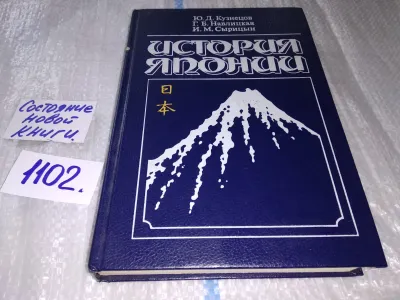 Ю. Д. Кузнецов
Г. Б. Навлицкая
И. М. Сырицын
ИСТОРИЯ
ЯПОНИИ
日
本
Состояние
новой
книги.
1102.